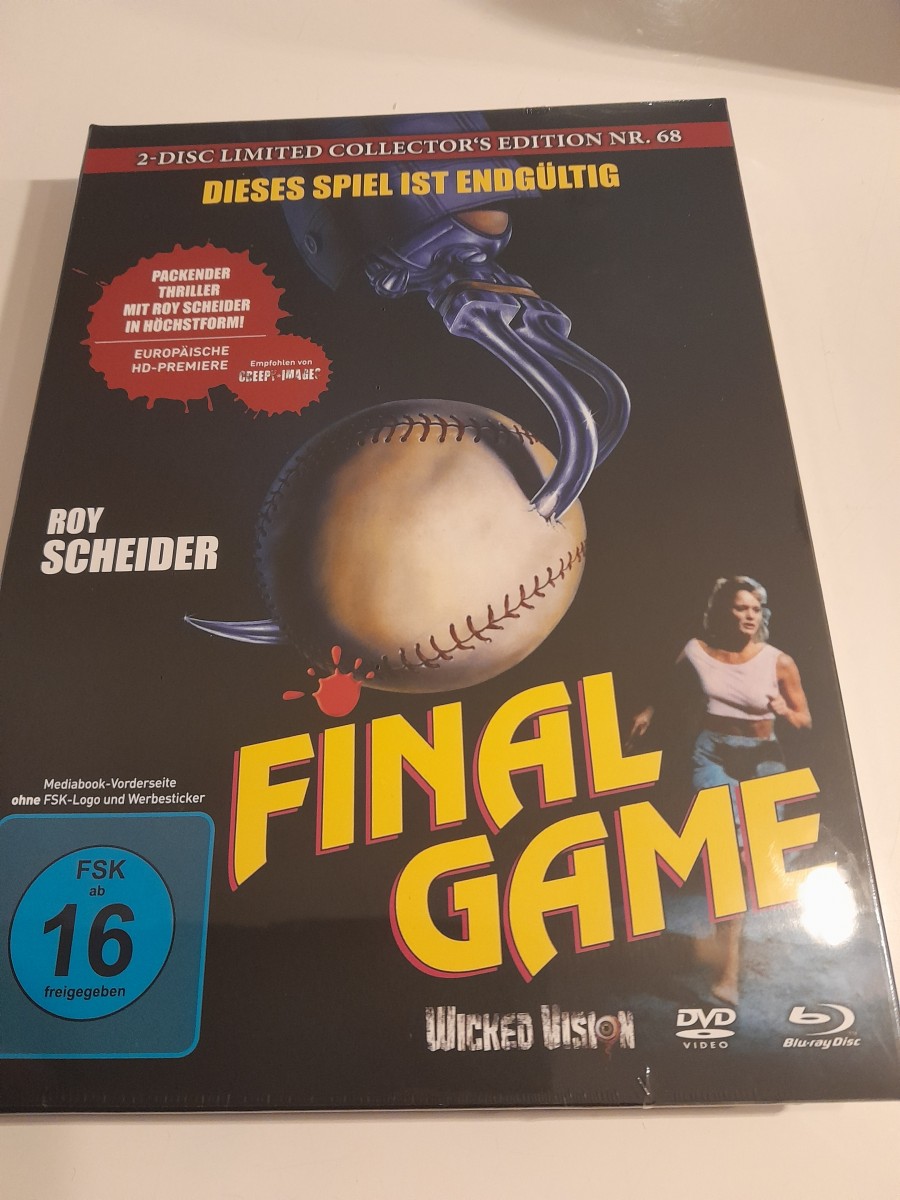 2-DISC LIMITED COLLECTOR'S EDITION NR. 68
DIESES SPIEL IST ENDGÜLTIG
PACKENDER
THRILLER
MIT ROY SCHEIDER
IN HÖCHSTFORM!
EUROPÄISCHE
HD-PREMIERE
Empfohlen von
CREEPY-IMAGES
ROY
SCHEIDER
FINAL
GAME
Mediabook-Vorderseite
ohne FSK-Logo und Werbesticker
FSK
ab
16
freigegeben
WICKED VISION
DVD
VIDEO
Blu-ray Disc